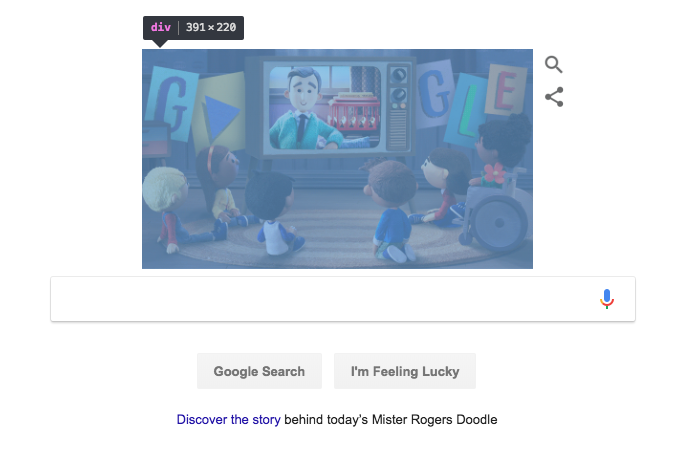 div | 391 × 220
G GLE
Google Search
I'm Feeling Lucky
Discover the story behind today's Mister Rogers Doodle